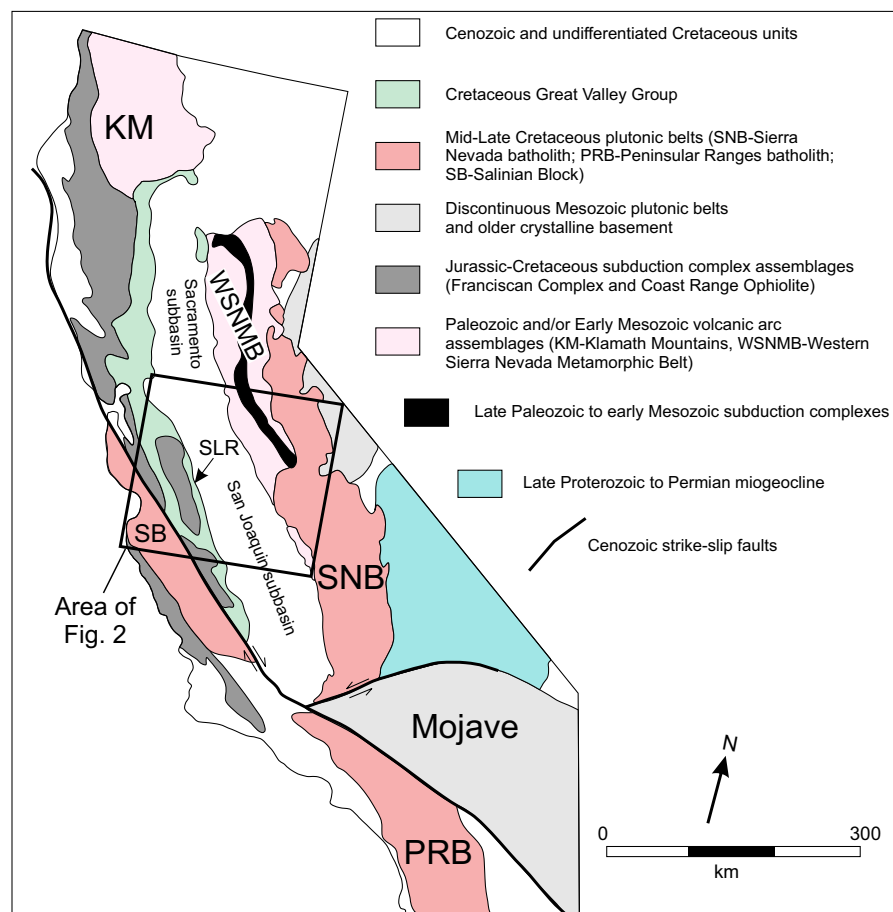 Cenozoic and undifferentiated Cretaceous units
Cretaceous Great Valley Group
Mid-Late Cretaceous plutonic belts (SNB-Sierra
Nevada batholith; PRB-Peninsular Ranges batholith;
SB-Salinian Block)
Discontinuous Mesozoic plutonic belts
and older crystalline basement
Jurassic-Cretaceous subduction complex assemblages
(Franciscan Complex and Coast Range Ophiolite)
Paleozoic and/or Early Mesozoic volcanic arc
assemblages (KM-Klamath Mountains, WSNMB-Western
Sierra Nevada Metamorphic Belt)
Late Paleozoic to early Mesozoic subduction complexes
Late Proterozoic to Permian miogeocline
Cenozoic strike-slip faults
KM
Sacramento
subbasin
WSNMB
SLR
SB
San Joaquin subbasin
SNB
Area of
Fig. 2
Mojave
PRB
N
0 300
km